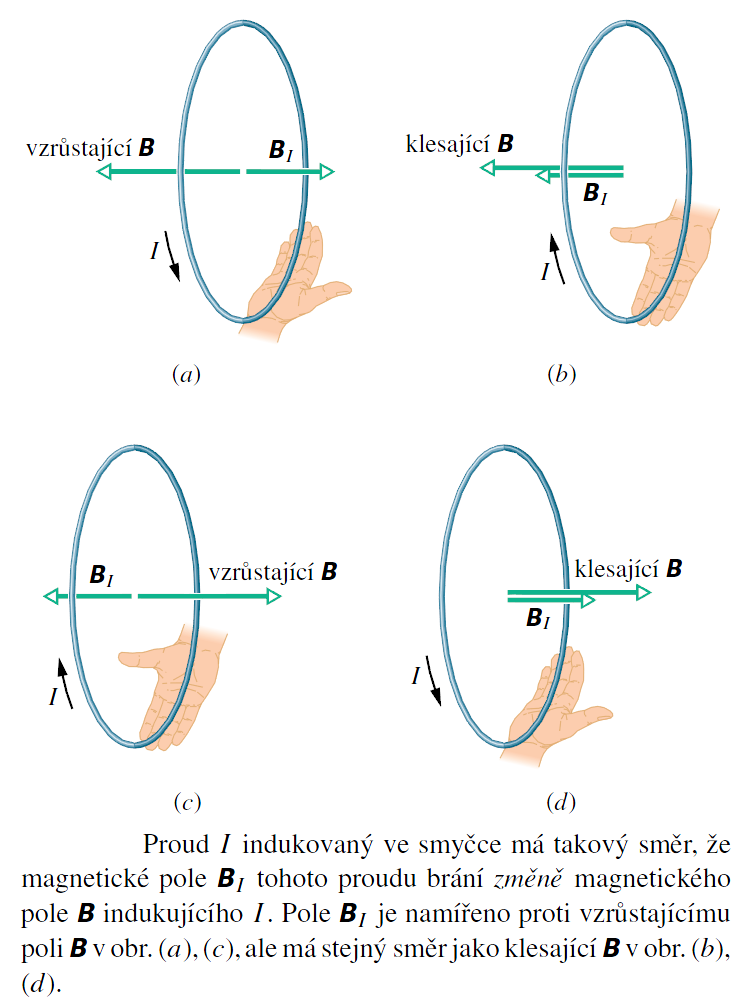 vzrůstající B
B_I
I
(a)
klesající B
B_I
I
(b)
B_I
vzrůstající B
I
(c)
klesající B
B_I
I
(d)
Proud I indukovaný ve smyčce má takový směr, že
magnetické pole B_I tohoto proudu brání změně magnetického
pole B indukujícího I. Pole B_I je namířeno proti vzrůstajícímu
poli B v obr. (a), (c), ale má stejný směr jako klesající B v obr. (b),
(d).